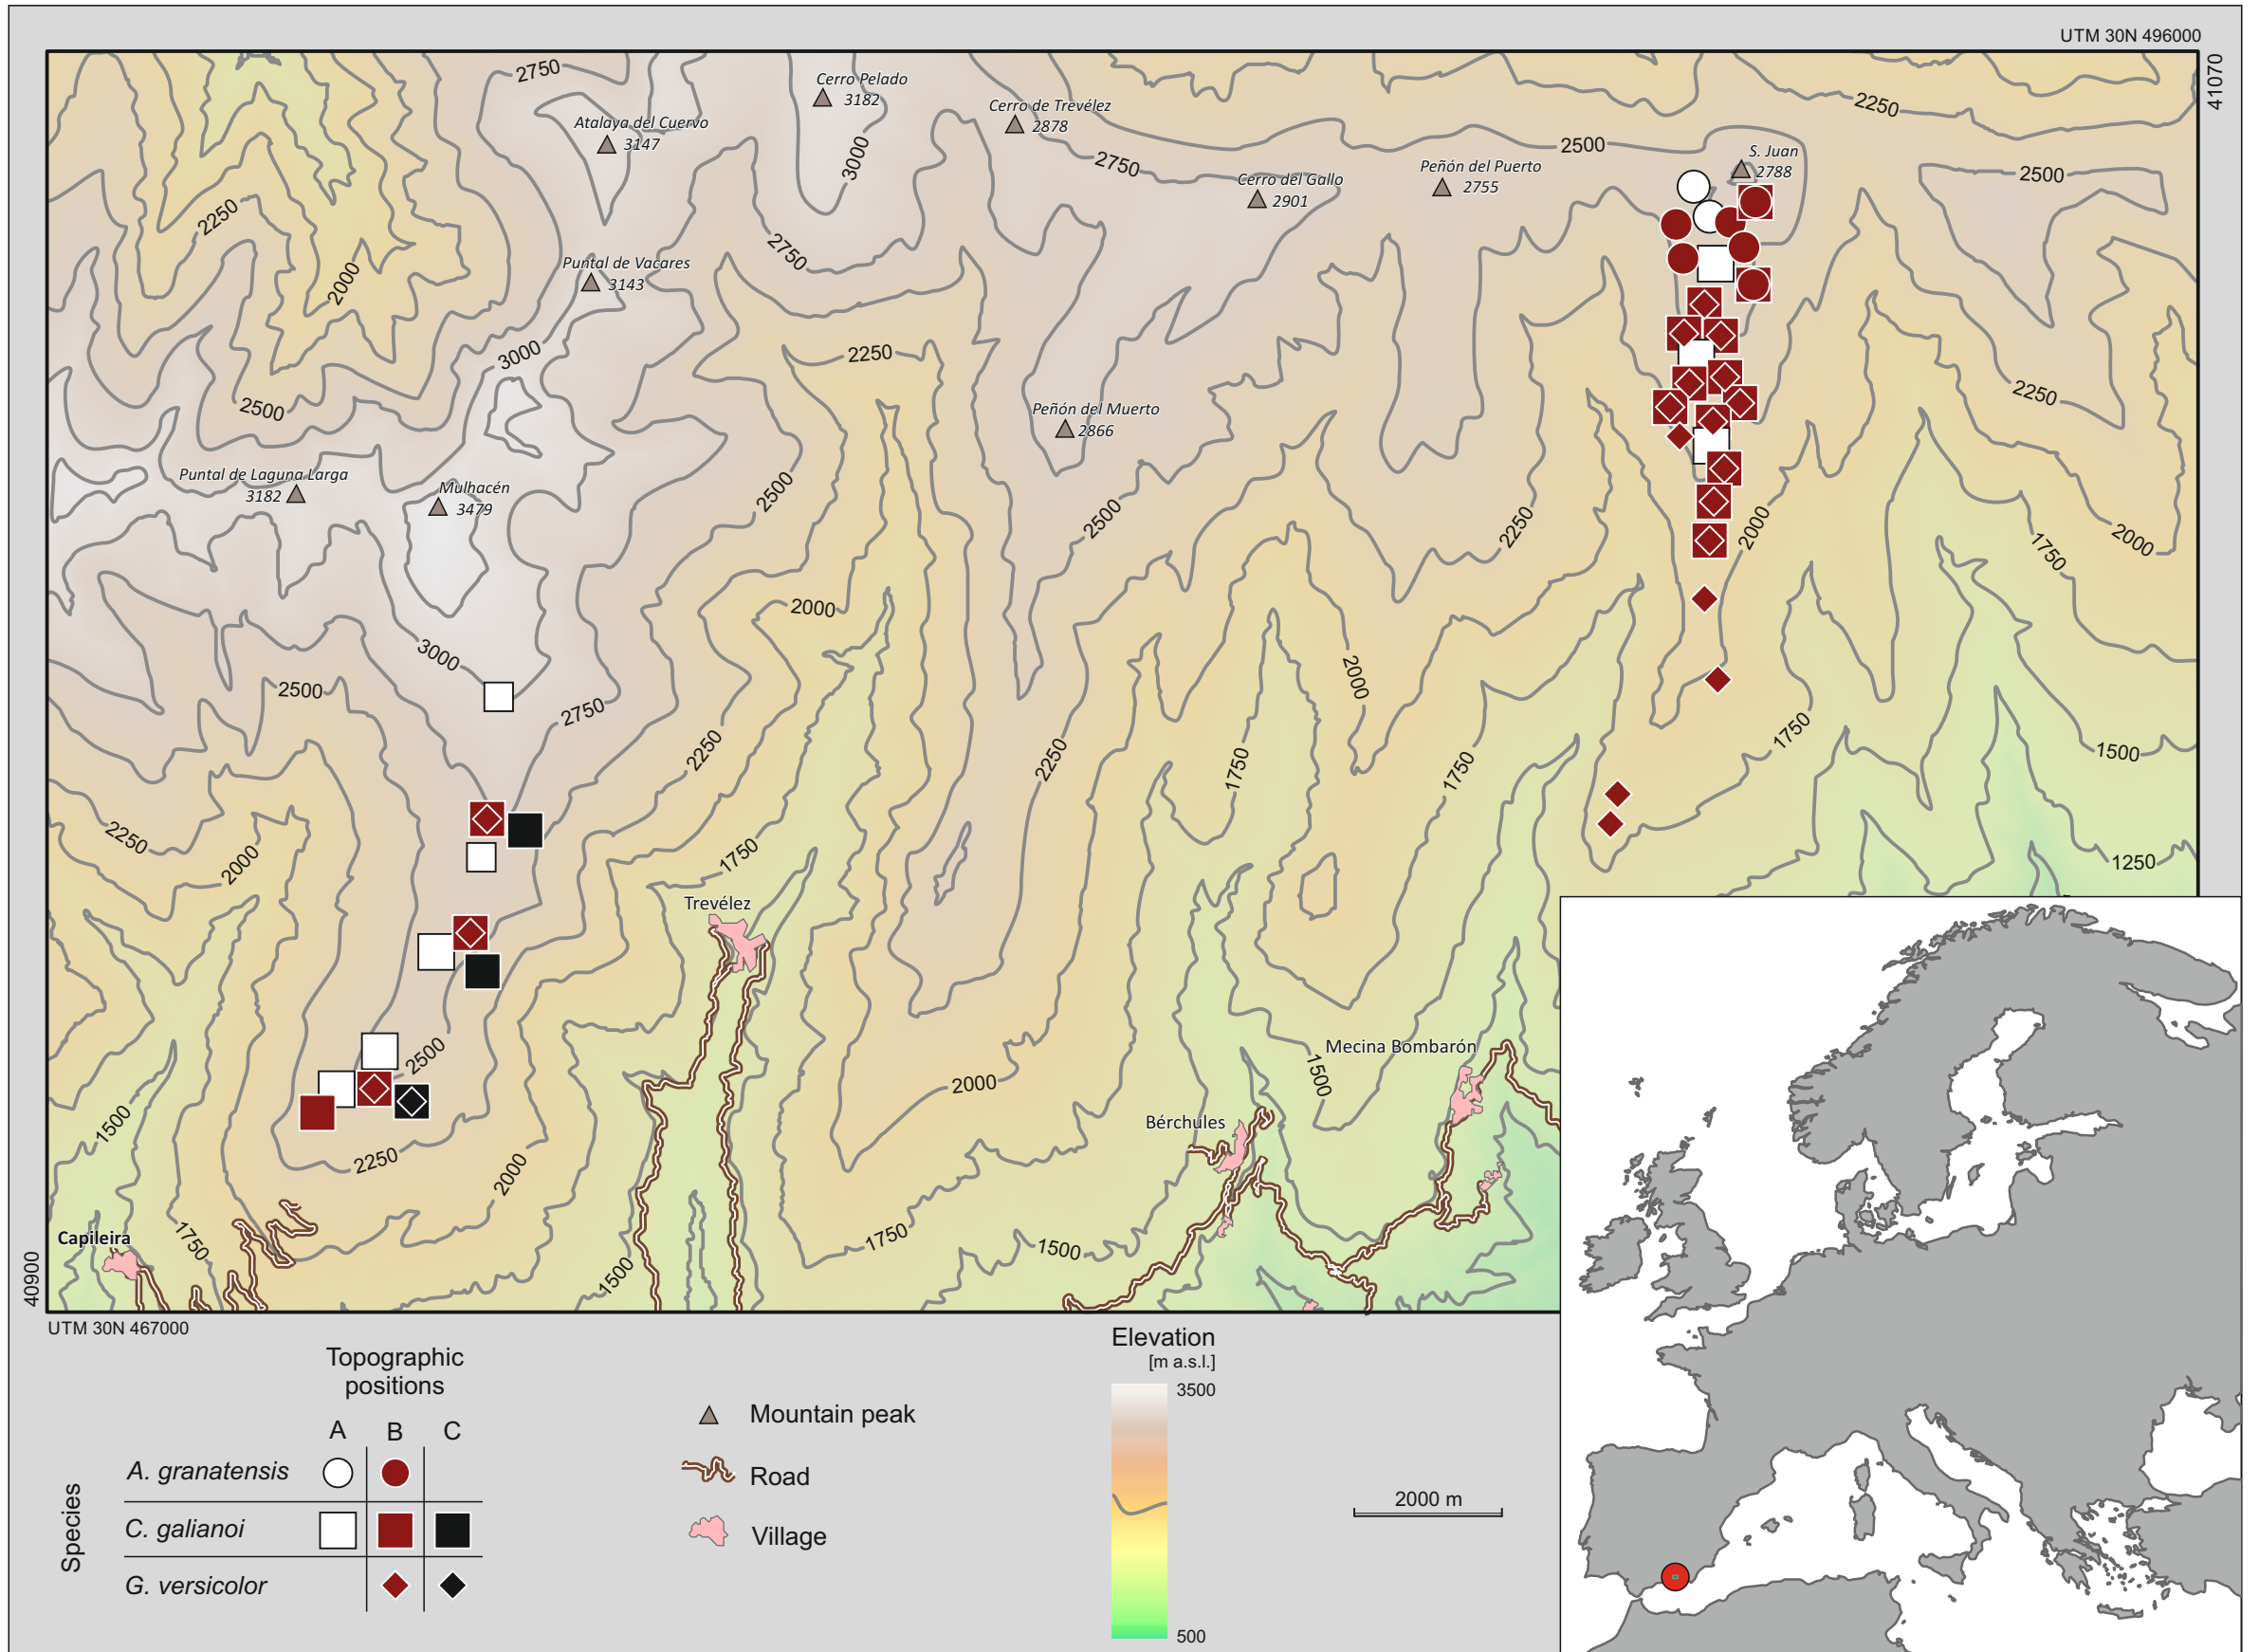 UTM 30N 496000
41070
2750
Cerro Pelado
3182
Cerro de Trevélez
2878
2250
Atalaya del Cuervo
3147
3000
2750
2500
S. Juan
2788
Peñón del Puerto
2755
2500
Cerro del Gallo
2901
2250
2750
2000
Puntal de Vacares
3143
3000
2250
2250
2500
Peñón del Muerto
2866
Puntal de Laguna Larga
3182
Mulhacén
3479
2500
2500
2250
2000
2000
1750
2000
3000
2000
2500
2750
2250
2250
1750
1750
1750
1500
2250
2000
1750
1250
Trevélez
2500
Mecina Bombarón
1500
2000
1500
Bérchules
2250
2000
Capileira
1750
1750
1500
1500
40900
UTM 30N 467000
Topographic
positions
A B C
Species
A. granatensis
C. galianoi
G. versicolor
Mountain peak
Road
Village
Elevation
[m a.s.l.]
3500
500
2000 m